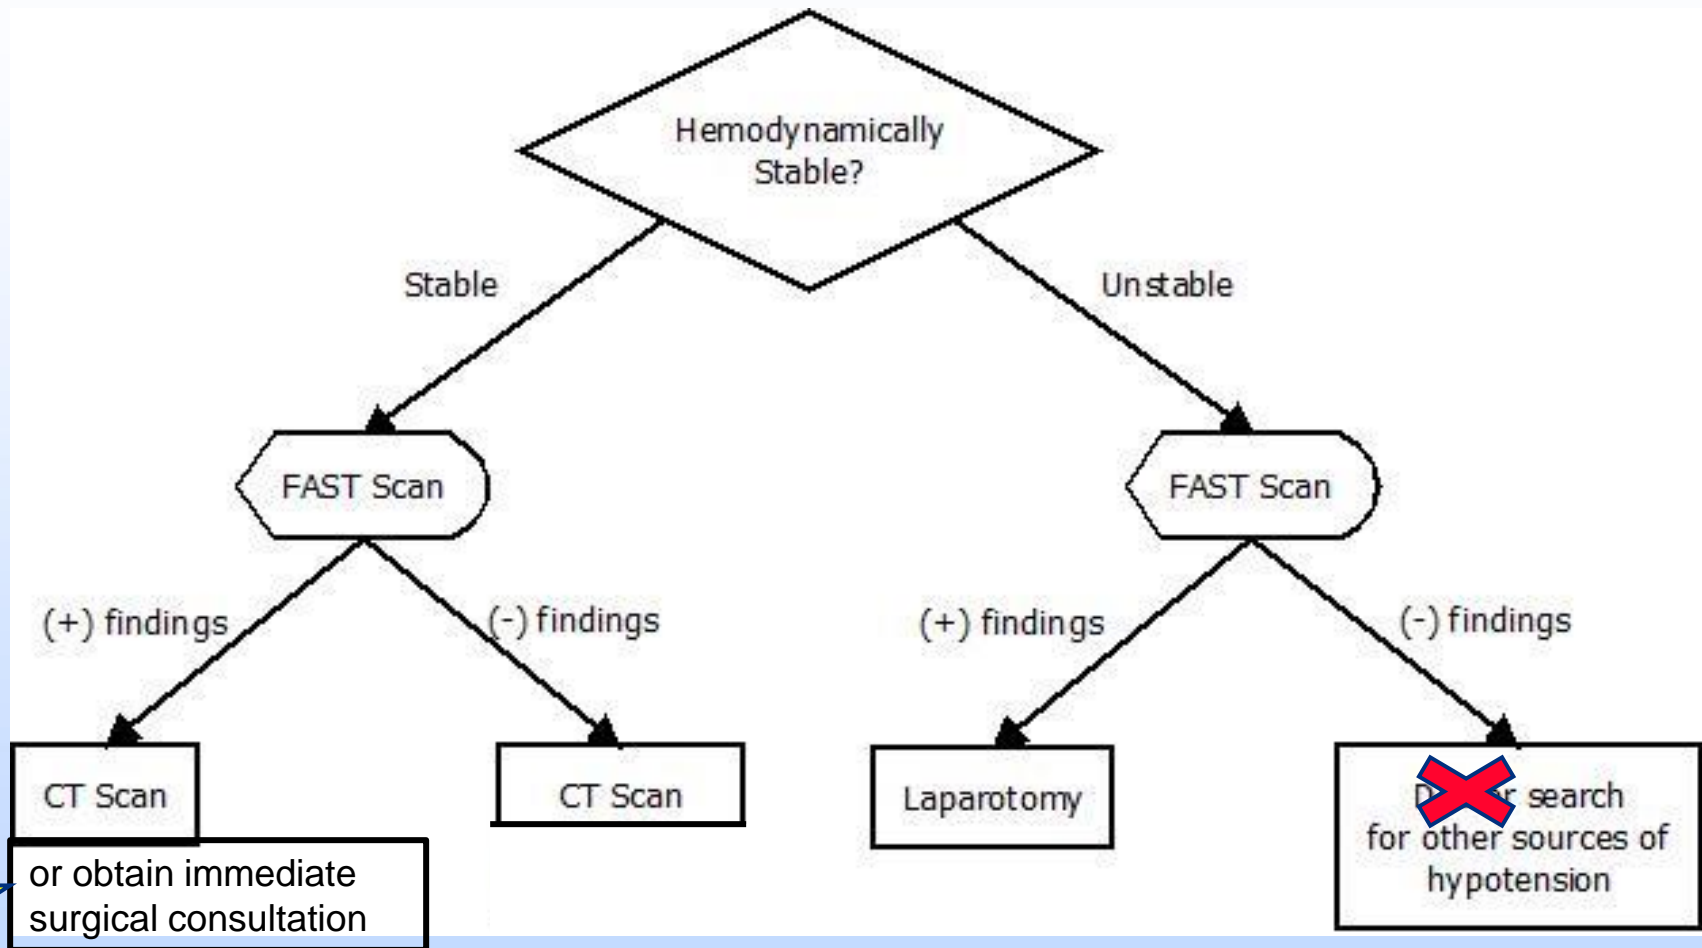 Hemodynamically
Stable?
Stable
Unstable
FAST Scan
FAST Scan
(+) findings
(-) findings
(+) findings
(-) findings
CT Scan
CT Scan
Laparotomy
search
for other sources of
hypotension
or obtain immediate
surgical consultation